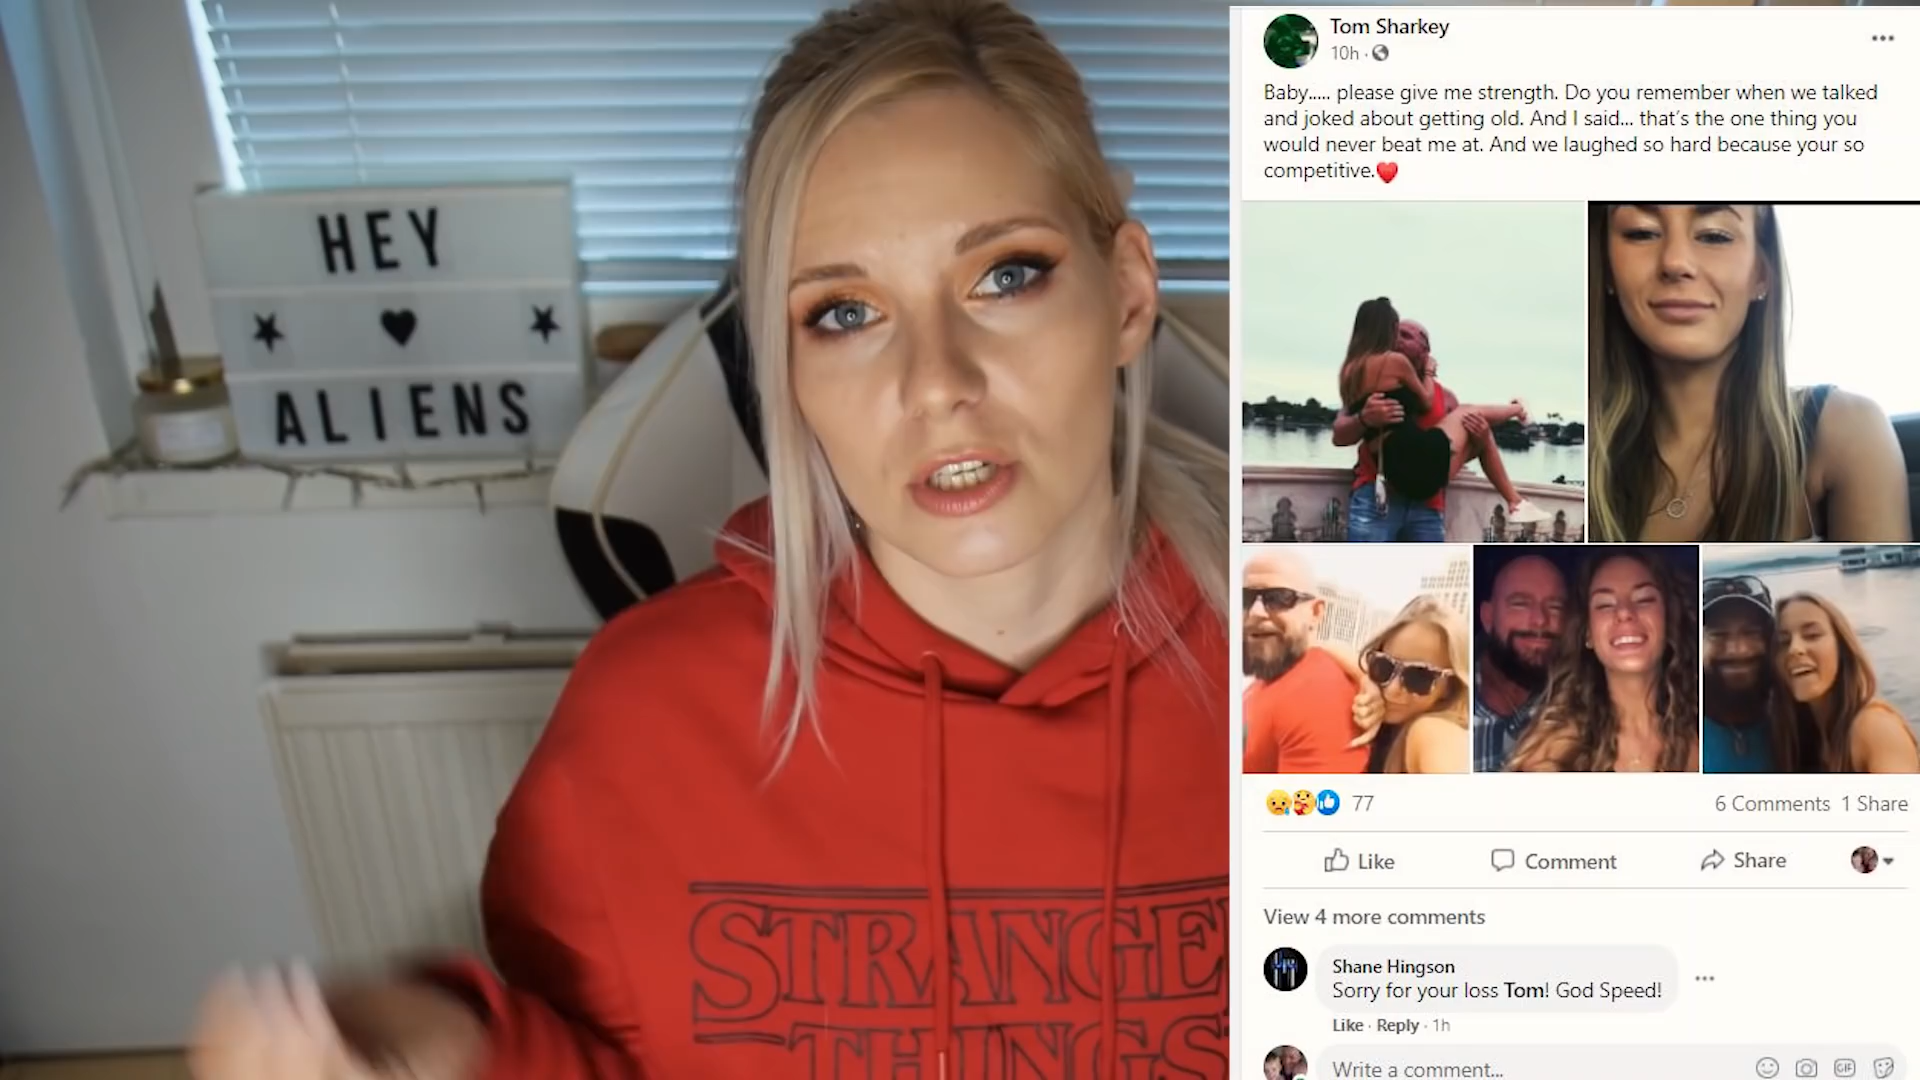 HEY
ALIENS
STRANGE
THINGS
Tom Sharkey
10h ·
Baby..... please give me strength. Do you remember when we talked
and joked about getting old. And I said... that's the one thing you
would never beat me at. And we laughed so hard because your so
competitive.
77
6 Comments 1 Share
Like
Comment
Share
View 4 more comments
Shane Hingson
Sorry for your loss Tom! God Speed!
Like · Reply · 1h
Write a comment...
GIF